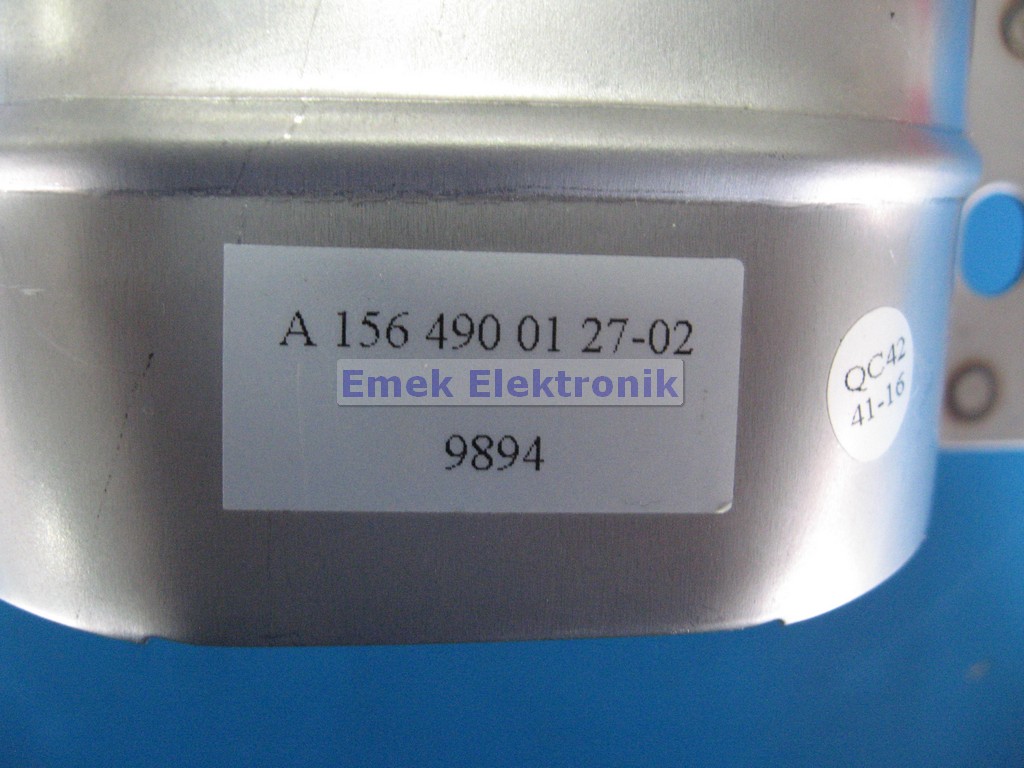 A 156 490 01 27-02
Emek Elektronik
9894
QC42
41-16